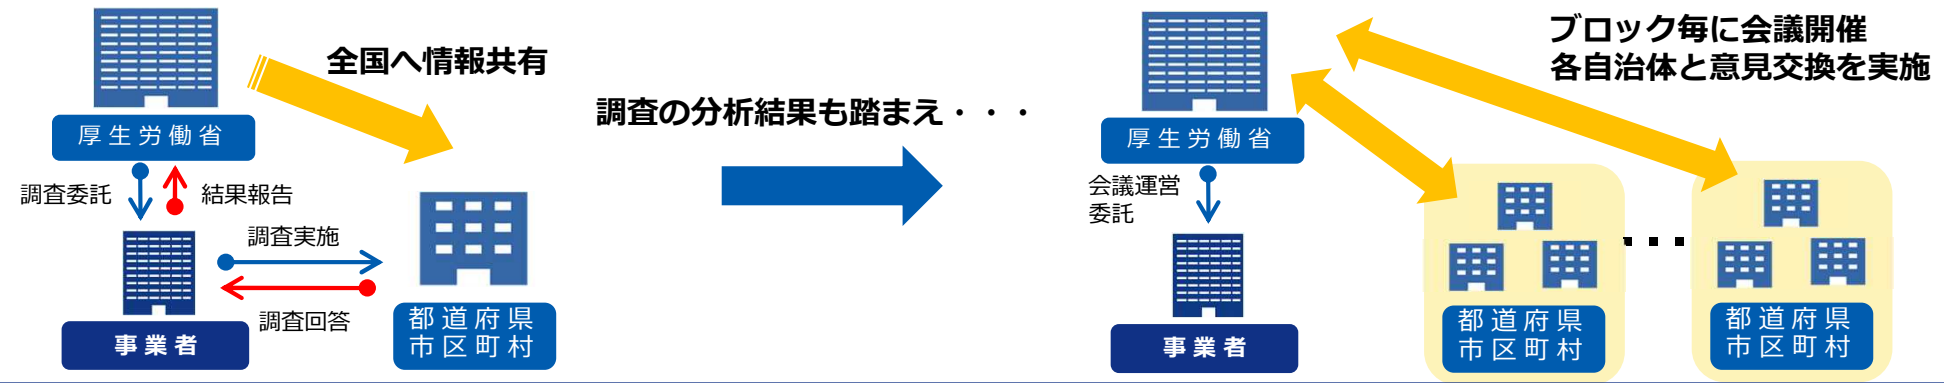 全国へ情報共有
厚生労働省
調査委託
結果報告
調査実施
調査回答
事業者
都道府県
市区町村
調査の分析結果も踏まえ・・・
ブロック毎に会議開催
各自治体と意見交換を実施
厚生労働省
会議運営
委託
事業者
都道府県
市区町村
都道府県
市区町村